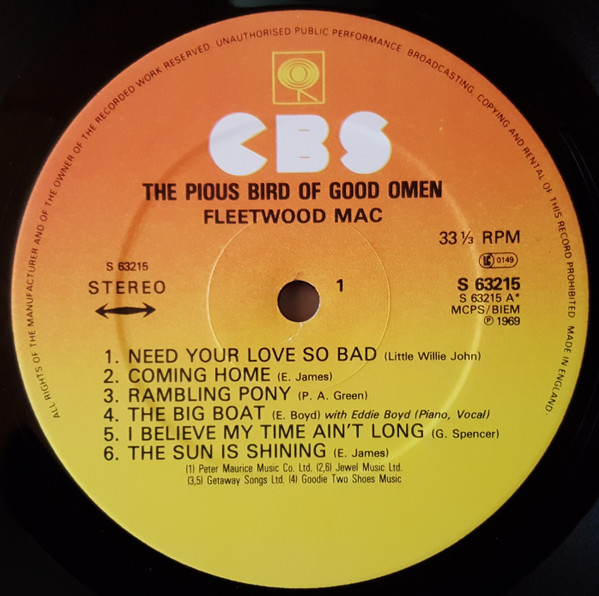 ALL RIGHTS OF THE MANUFACTURER AND OF THE OWNER OF THE RECORDED WORK RESERVED. UNAUTHORISED PUBLIC PERFORMANCE, BROADCASTING, COPYING AND RENTAL OF THIS RECORD PROHIBITED. MADE IN ENGLAND.
CBS
THE PIOUS BIRD OF GOOD OMEN
FLEETWOOD MAC
33 ⅓ RPM
0149
S 63215
STEREO
1
S 63215
S 63215 A*
MCPS/BIEM
Ⓟ 1969
1. NEED YOUR LOVE SO BAD (Little Willie John)
2. COMING HOME (E. James)
3. RAMBLING PONY (P. A. Green)
4. THE BIG BOAT (E. Boyd) with Eddie Boyd (Piano, Vocal)
5. I BELIEVE MY TIME AIN'T LONG (G. Spencer)
6. THE SUN IS SHINING (E. James)
(1) Peter Maurice Music Co. Ltd. (2,6) Jewel Music Ltd.
(3,5) Getaway Songs Ltd. (4) Goodie Two Shoes Music